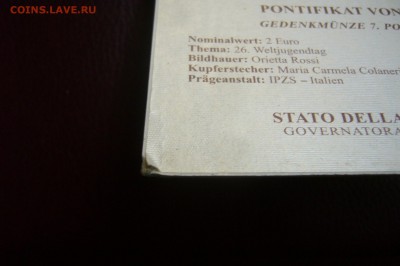 COINS.LAVE.RU
PONTIFIKAT VON
GEDENKMÜNZE 7. PO
Nominalwert: 2 Euro
Thema: 26. Weltjugendtag
Bildhauer: Orietta Rossi
Kupferstecher: Maria Carmela Colaneri
Prägeanstalt: IPZS – Italien
STATO DELLA
GOVERNATORA